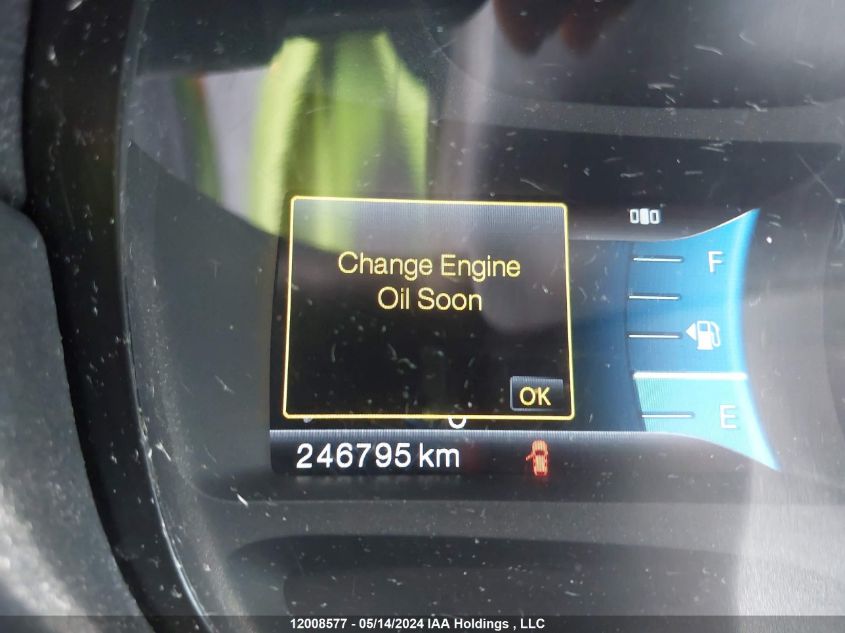 Change Engine
Oil Soon
OK
F
E
246795 km
12008577 - 05/14/2024 IAA Holdings , LLC